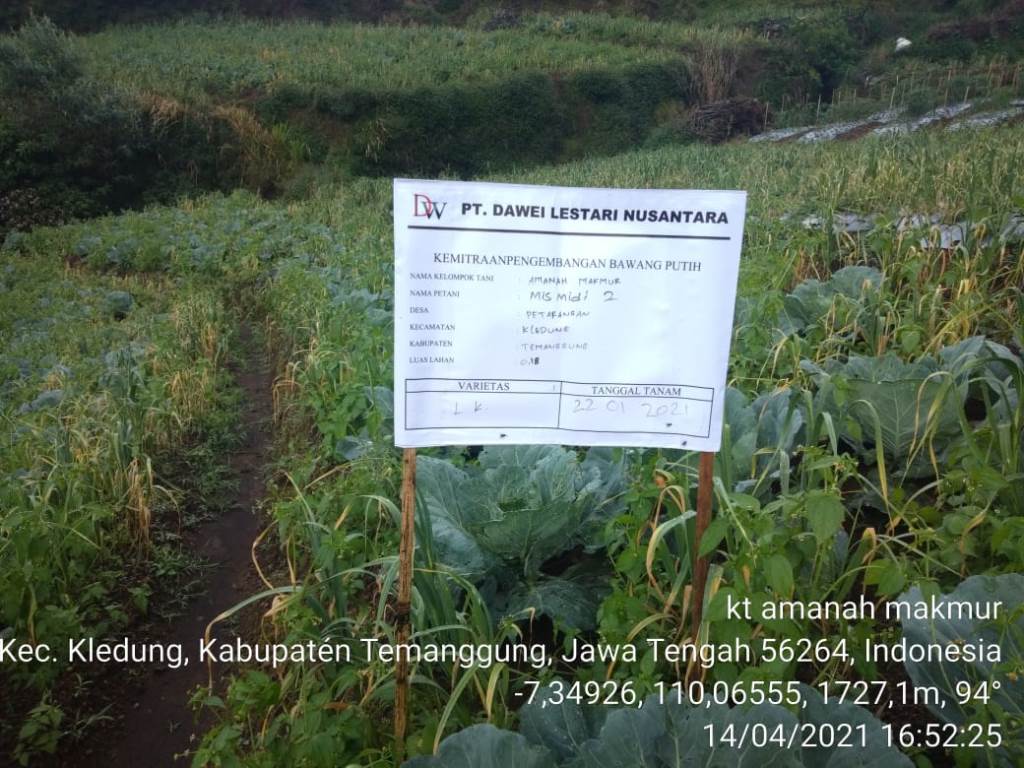 DW PT. DAWEI LESTARI NUSANTARA
KEMITRAANPENGEMBANGAN BAWANG PUTIH
NAMA KELOMPOK TANI : AMANAH MAKMUR
NAMA PETANI : MISMIdI 2
DESA : PETARANGAN
KECAMATAN : KLEDUNG
KABUPATEN : TEMANGGUNG
LUAS LAHAN : 0.18
VARIETAS : TANGGAL TANAM
L K 22 01 2021
kt amanah makmur
Kec. Kledung, Kabupatén Temanggung, Jawa Tengah 56264, Indonesia
-7,34926, 110,06555, 1727,1m, 94°
14/04/2021 16:52:25